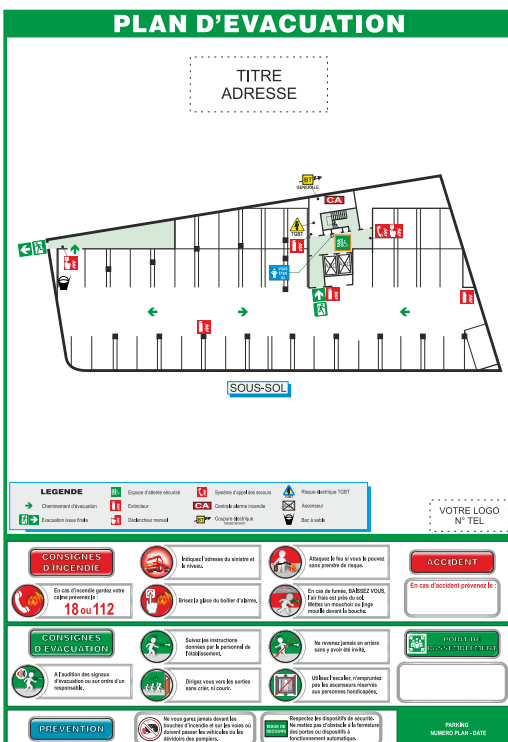 PLAN D'EVACUATION
TITRE
ADRESSE
BT
GENERALE
CA
TGBT
VOUS
ETES
ICI
SOUS-SOL
LEGENDE
Cheminement d'évacuation
Evacuation issue finale
Espace d'attente sécurisé
Extincteur
Déclencheur manuel
Système d'appel des secours
CA
Centrale alarme incendie
BT
Coupure électrique
Risque électrique TGBT
Ascenseur
Bac à sable
VOTRE LOGO
N° TEL
CONSIGNES
D'INCENDIE
En cas d'incendie gardez votre
calme prévenez le :
18 ou 112
Indiquez l'adresse du sinistre et
le niveau.
Brisez la glace du boîtier d'alarme.
Attaquez le feu si vous le pouvez
sans prendre de risque.
En cas de fumée, BAISSEZ VOUS,
l'air frais est près du sol.
Mettez un mouchoir ou linge
mouillé devant la bouche.
ACCIDENT
En cas d'accident prévenez le :
CONSIGNES
D'EVACUATION
A l'audition des signaux
d'évacuation ou sur ordre d'un
responsable.
Suivez les instructions
données par le personnel de
l'établissement.
Dirigez vous vers les sorties
sans crier, ni courir.
Ne revenez jamais en arrière
sans y avoir été invité.
Utilisez l'escalier, n'empruntez
pas les ascenseurs réservés
aux personnes handicapées.
POINT DE
RASSEMBLEMENT
PREVENTION
Ne vous garez jamais devant les
bouches d'incendie et sur les voies où
doivent passer les véhicules ou les
dévidoirs des pompiers.
ISSUE DE
SECOURS
Respectez les dispositifs de sécurité.
Ne mettez pas d'obstacle à la fermeture
des portes ou dispositifs à
fonctionnement automatique.
PARKING
NUMERO PLAN - DATE